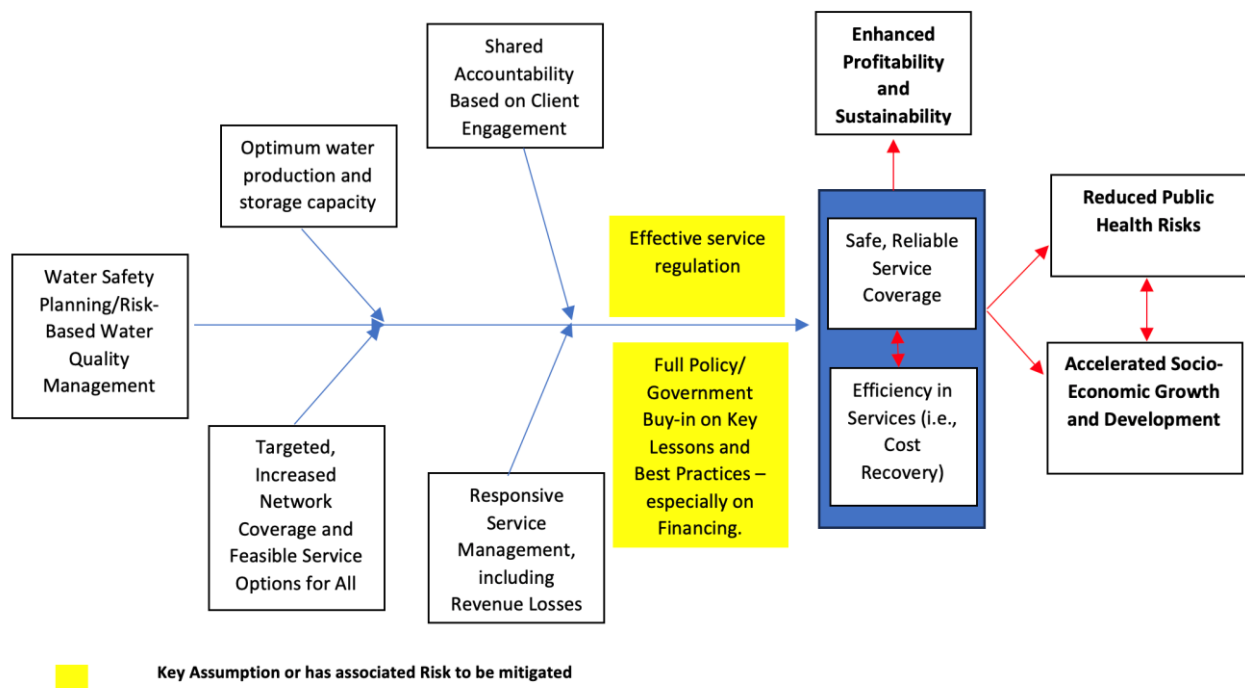 Shared
Accountability
Based on Client
Engagement
Enhanced
Profitability
and
Sustainability
Optimum water
production and
storage capacity
Water Safety
Planning/Risk-
Based Water
Quality
Management
Effective service
regulation
Safe, Reliable
Service
Coverage
Reduced Public
Health Risks
Targeted,
Increased
Network
Coverage and
Feasible Service
Options for All
Responsive
Service
Management,
including
Revenue Losses
Full Policy/
Government
Buy-in on Key
Lessons and
Best Practices –
especially on
Financing.
Efficiency in
Services (i.e.,
Cost
Recovery)
Accelerated Socio-
Economic Growth
and Development
Key Assumption or has associated Risk to be mitigated